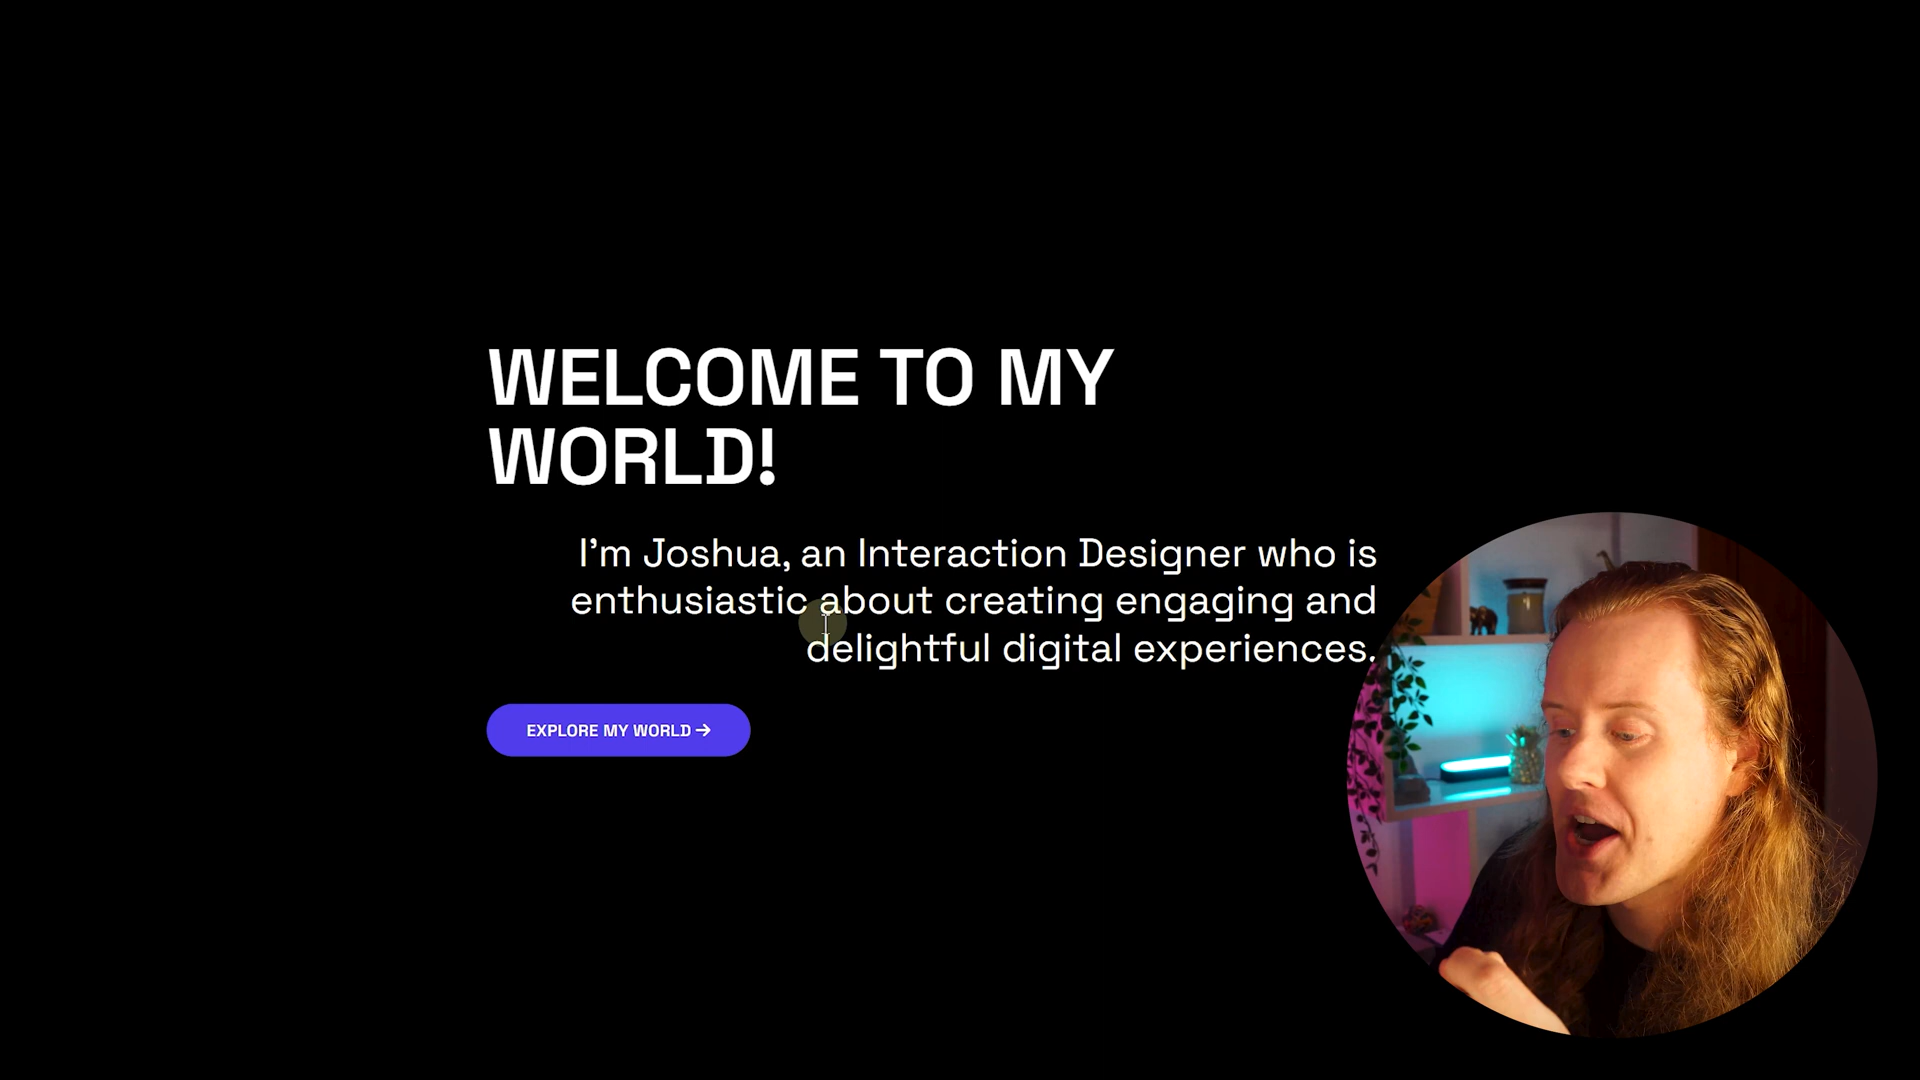 WELCOME TO MY
WORLD!
I'm Joshua, an Interaction Designer who is
enthusiastic about creating engaging and
delightful digital experiences.
EXPLORE MY WORLD →